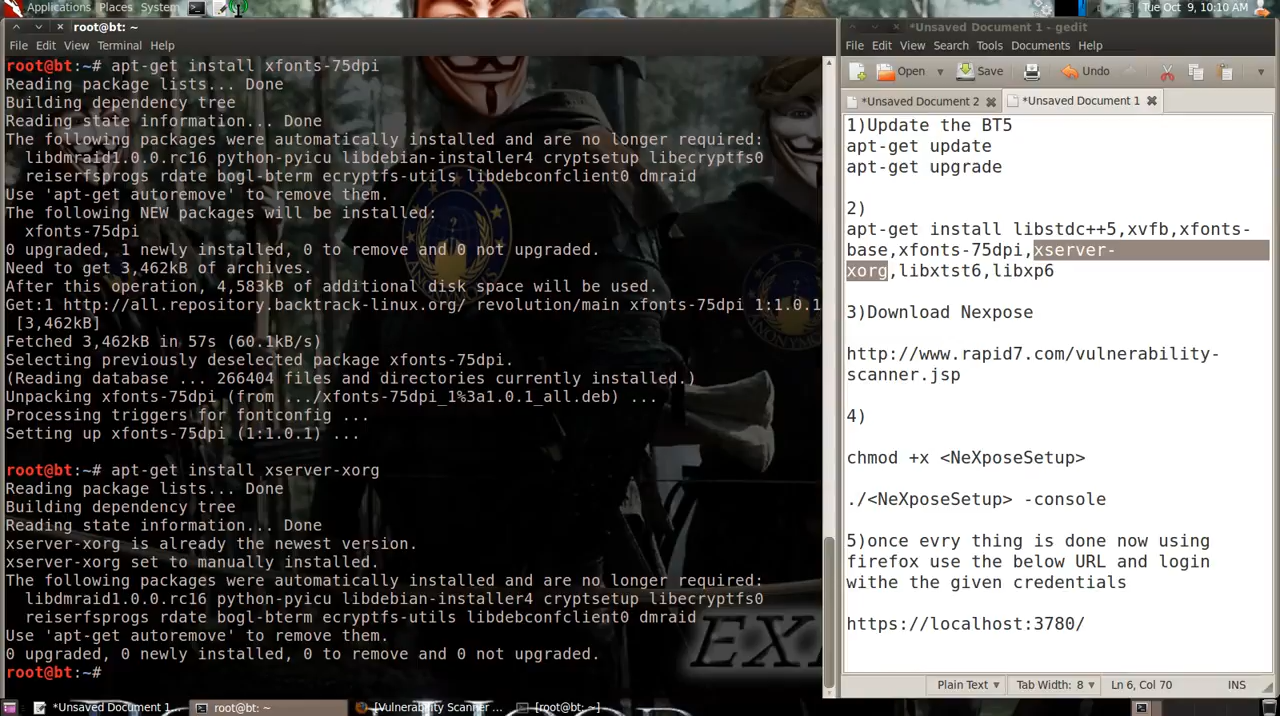 Applications Places System
Tue Oct 9, 10:10 AM
root@bt: ~
File Edit View Terminal Help
root@bt:~# apt-get install xfonts-75dpi
Reading package lists... Done
Building dependency tree
Reading state information... Done
The following packages were automatically installed and are no longer required:
libdmraid1.0.0.rc16 python-pyicu libdebian-installer4 cryptsetup libecryptfs0
reiserfsprogs rdate bogl-bterm ecryptfs-utils libdebconfclient0 dmraid
Use 'apt-get autoremove' to remove them.
The following NEW packages will be installed:
xfonts-75dpi
0 upgraded, 1 newly installed, 0 to remove and 0 not upgraded.
Need to get 3,462kB of archives.
After this operation, 4,583kB of additional disk space will be used.
Get:1 http://all.repository.backtrack-linux.org/ revolution/main xfonts-75dpi 1:1.0.1
[3,462kB]
Fetched 3,462kB in 57s (60.1kB/s)
Selecting previously deselected package xfonts-75dpi.
(Reading database ... 266404 files and directories currently installed.)
Unpacking xfonts-75dpi (from .../xfonts-75dpi_1%3a1.0.1_all.deb) ...
Processing triggers for fontconfig ...
Setting up xfonts-75dpi (1:1.0.1) ...
root@bt:~# apt-get install xserver-xorg
Reading package lists... Done
Building dependency tree
Reading state information... Done
xserver-xorg is already the newest version.
xserver-xorg set to manually installed.
The following packages were automatically installed and are no longer required:
libdmraid1.0.0.rc16 python-pyicu libdebian-installer4 cryptsetup libecryptfs0
reiserfsprogs rdate bogl-bterm ecryptfs-utils libdebconfclient0 dmraid
Use 'apt-get autoremove' to remove them.
0 upgraded, 0 newly installed, 0 to remove and 0 not upgraded.
root@bt:~#
*Unsaved Document 1 - gedit
File Edit View Search Tools Documents Help
Open Save Undo
*Unsaved Document 2 *Unsaved Document 1
1)Update the BT5
apt-get update
apt-get upgrade
2)
apt-get install libstdc++5,xvfb,xfonts-
base,xfonts-75dpi,xserver-
xorg,libxtst6,libxp6
3)Download Nexpose
http://www.rapid7.com/vulnerability-
scanner.jsp
4)
chmod +x <NeXposeSetup>
./<NeXposeSetup> -console
5)once evry thing is done now using
firefox use the below URL and login
withe the given credentials
https://localhost:3780/
Plain Text Tab Width: 8 Ln 6, Col 70 INS
*Unsaved Document 1... root@bt: ~ [Vulnerability Scanner ... [root@bt: ~]